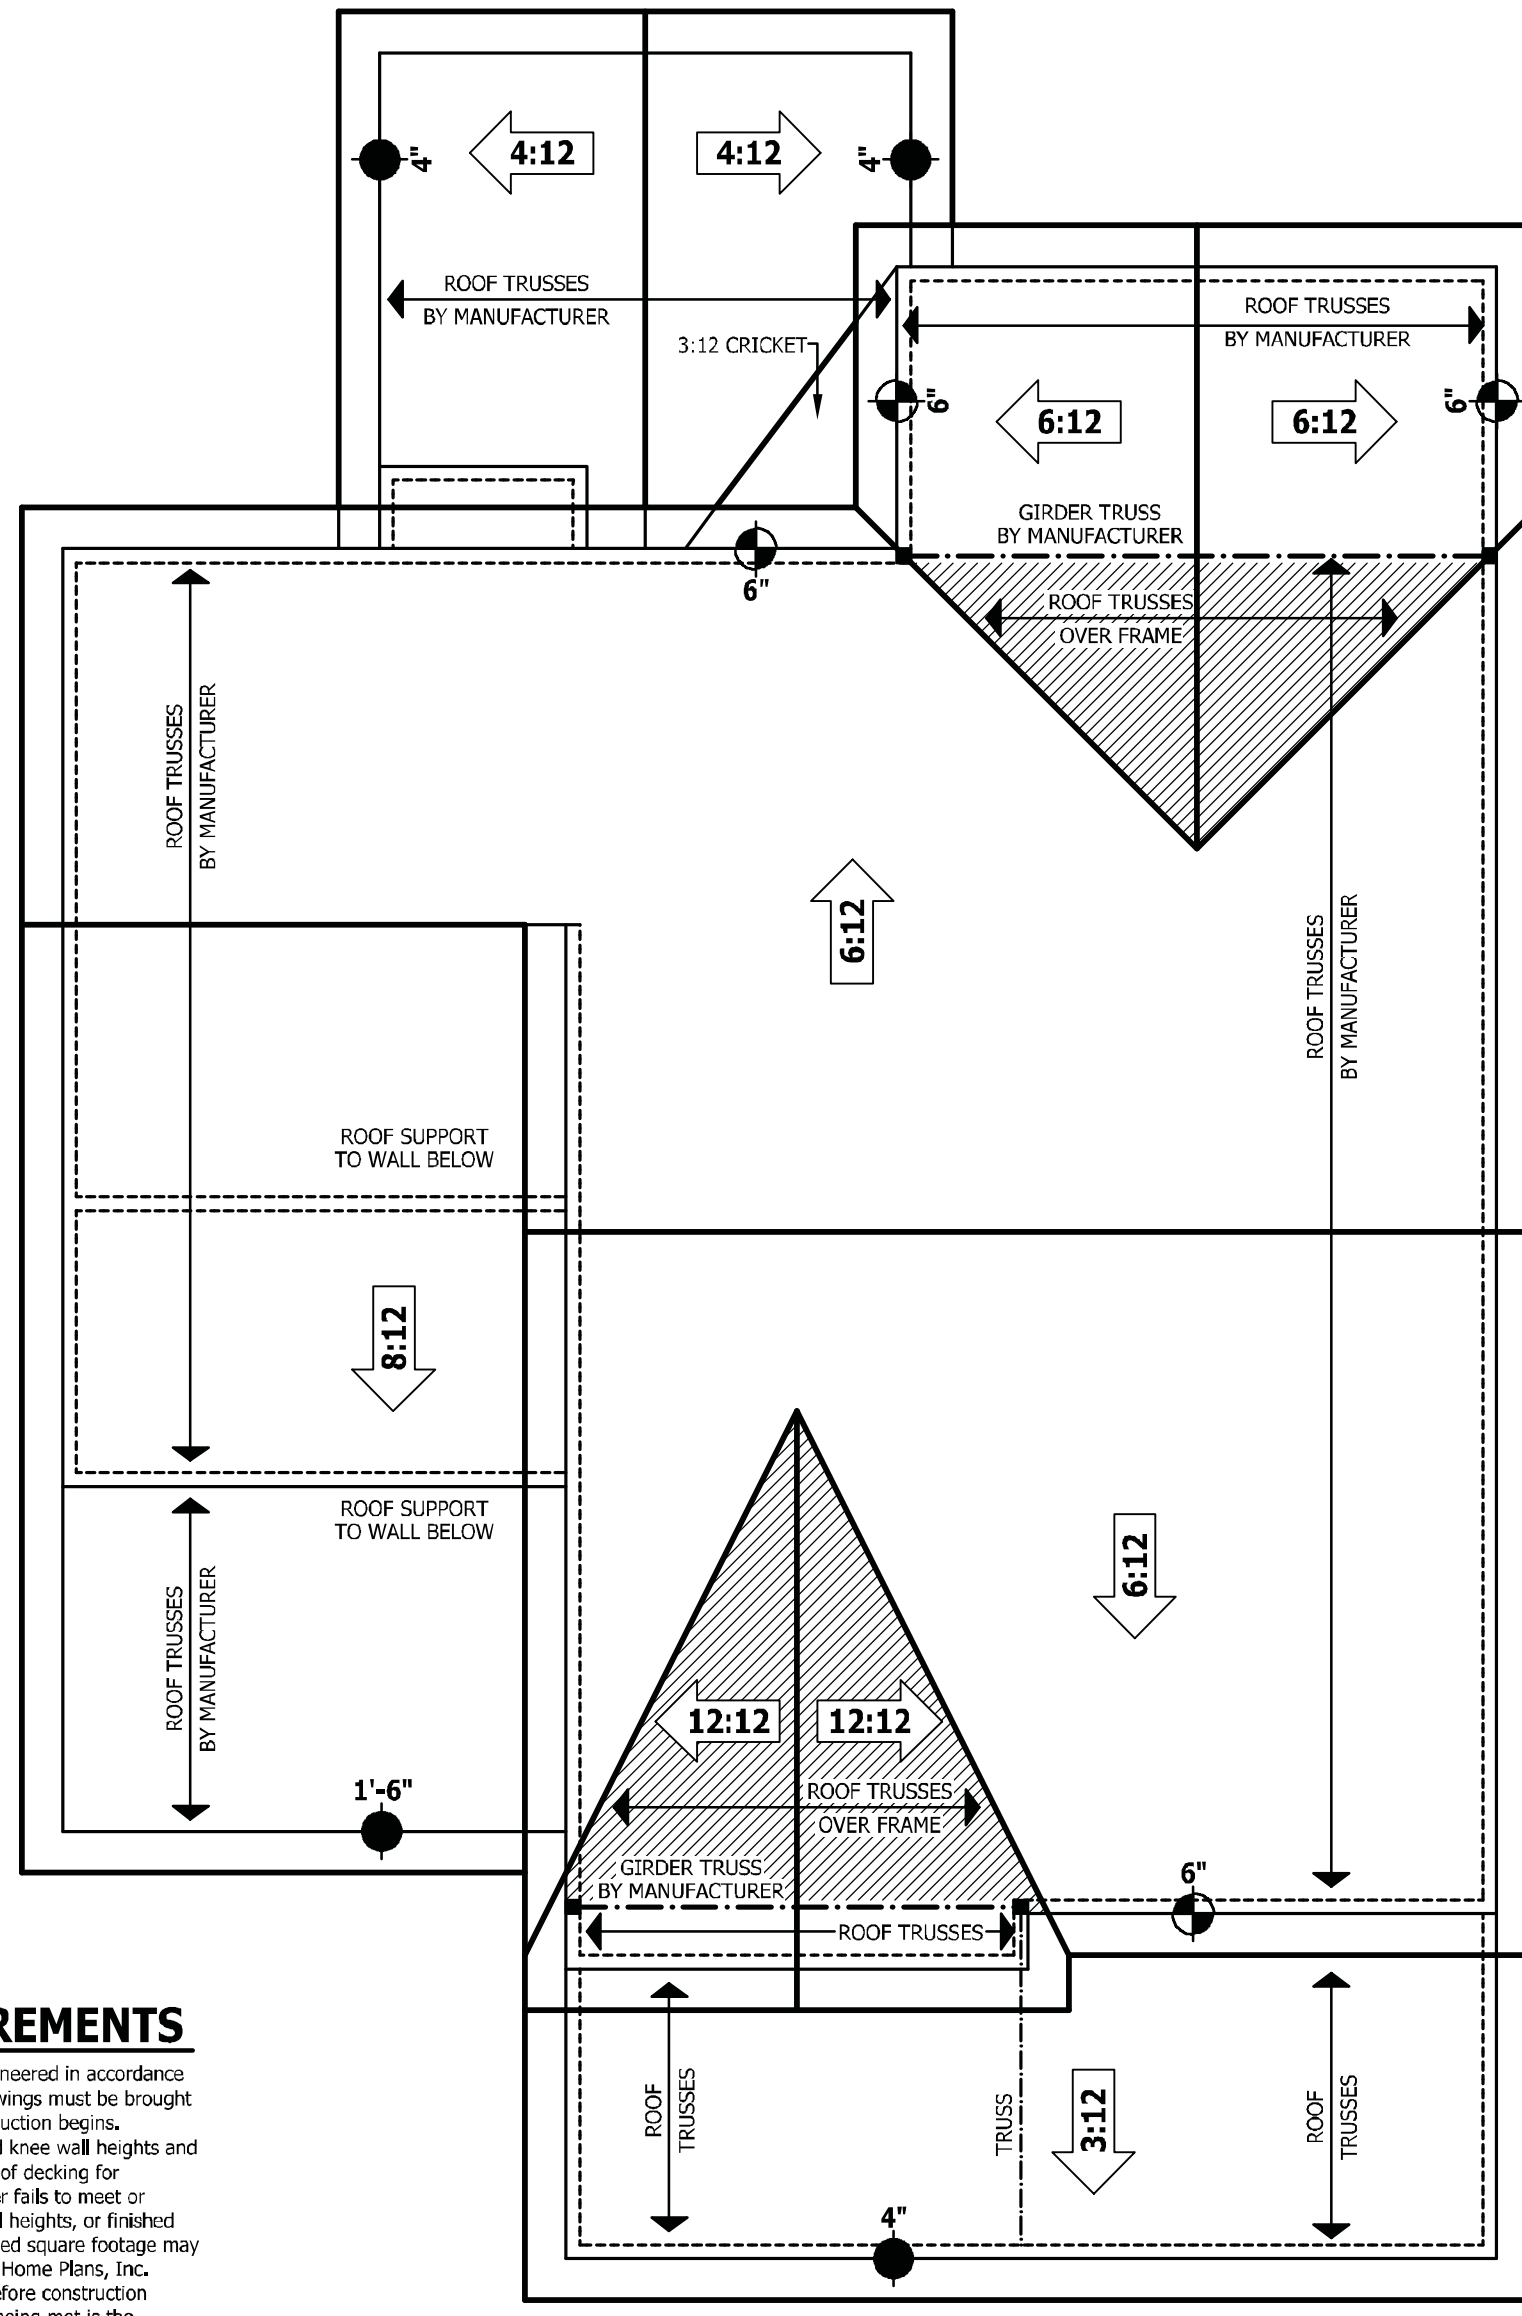 4:12
4:12
4"
4"
ROOF TRUSSES
BY MANUFACTURER
3:12 CRICKET
ROOF TRUSSES
BY MANUFACTURER
6"
6:12
6:12
6"
GIRDER TRUSS
BY MANUFACTURER
6"
ROOF TRUSSES
OVER FRAME
ROOF TRUSSES
BY MANUFACTURER
6:12
ROOF TRUSSES
BY MANUFACTURER
ROOF SUPPORT
TO WALL BELOW
8:12
ROOF SUPPORT
TO WALL BELOW
6:12
ROOF TRUSSES
BY MANUFACTURER
12:12
12:12
1'-6"
ROOF TRUSSES
OVER FRAME
GIRDER TRUSS
BY MANUFACTURER
6"
ROOF TRUSSES
ROOF
TRUSSES
TRUSS
3:12
ROOF
TRUSSES
4"
REMENTS
neered in accordance
wings must be brought
uction begins.
l knee wall heights and
of decking for
r fails to meet or
l heights, or finished
ed square footage may
Home Plans, Inc.
efore construction
being met is the